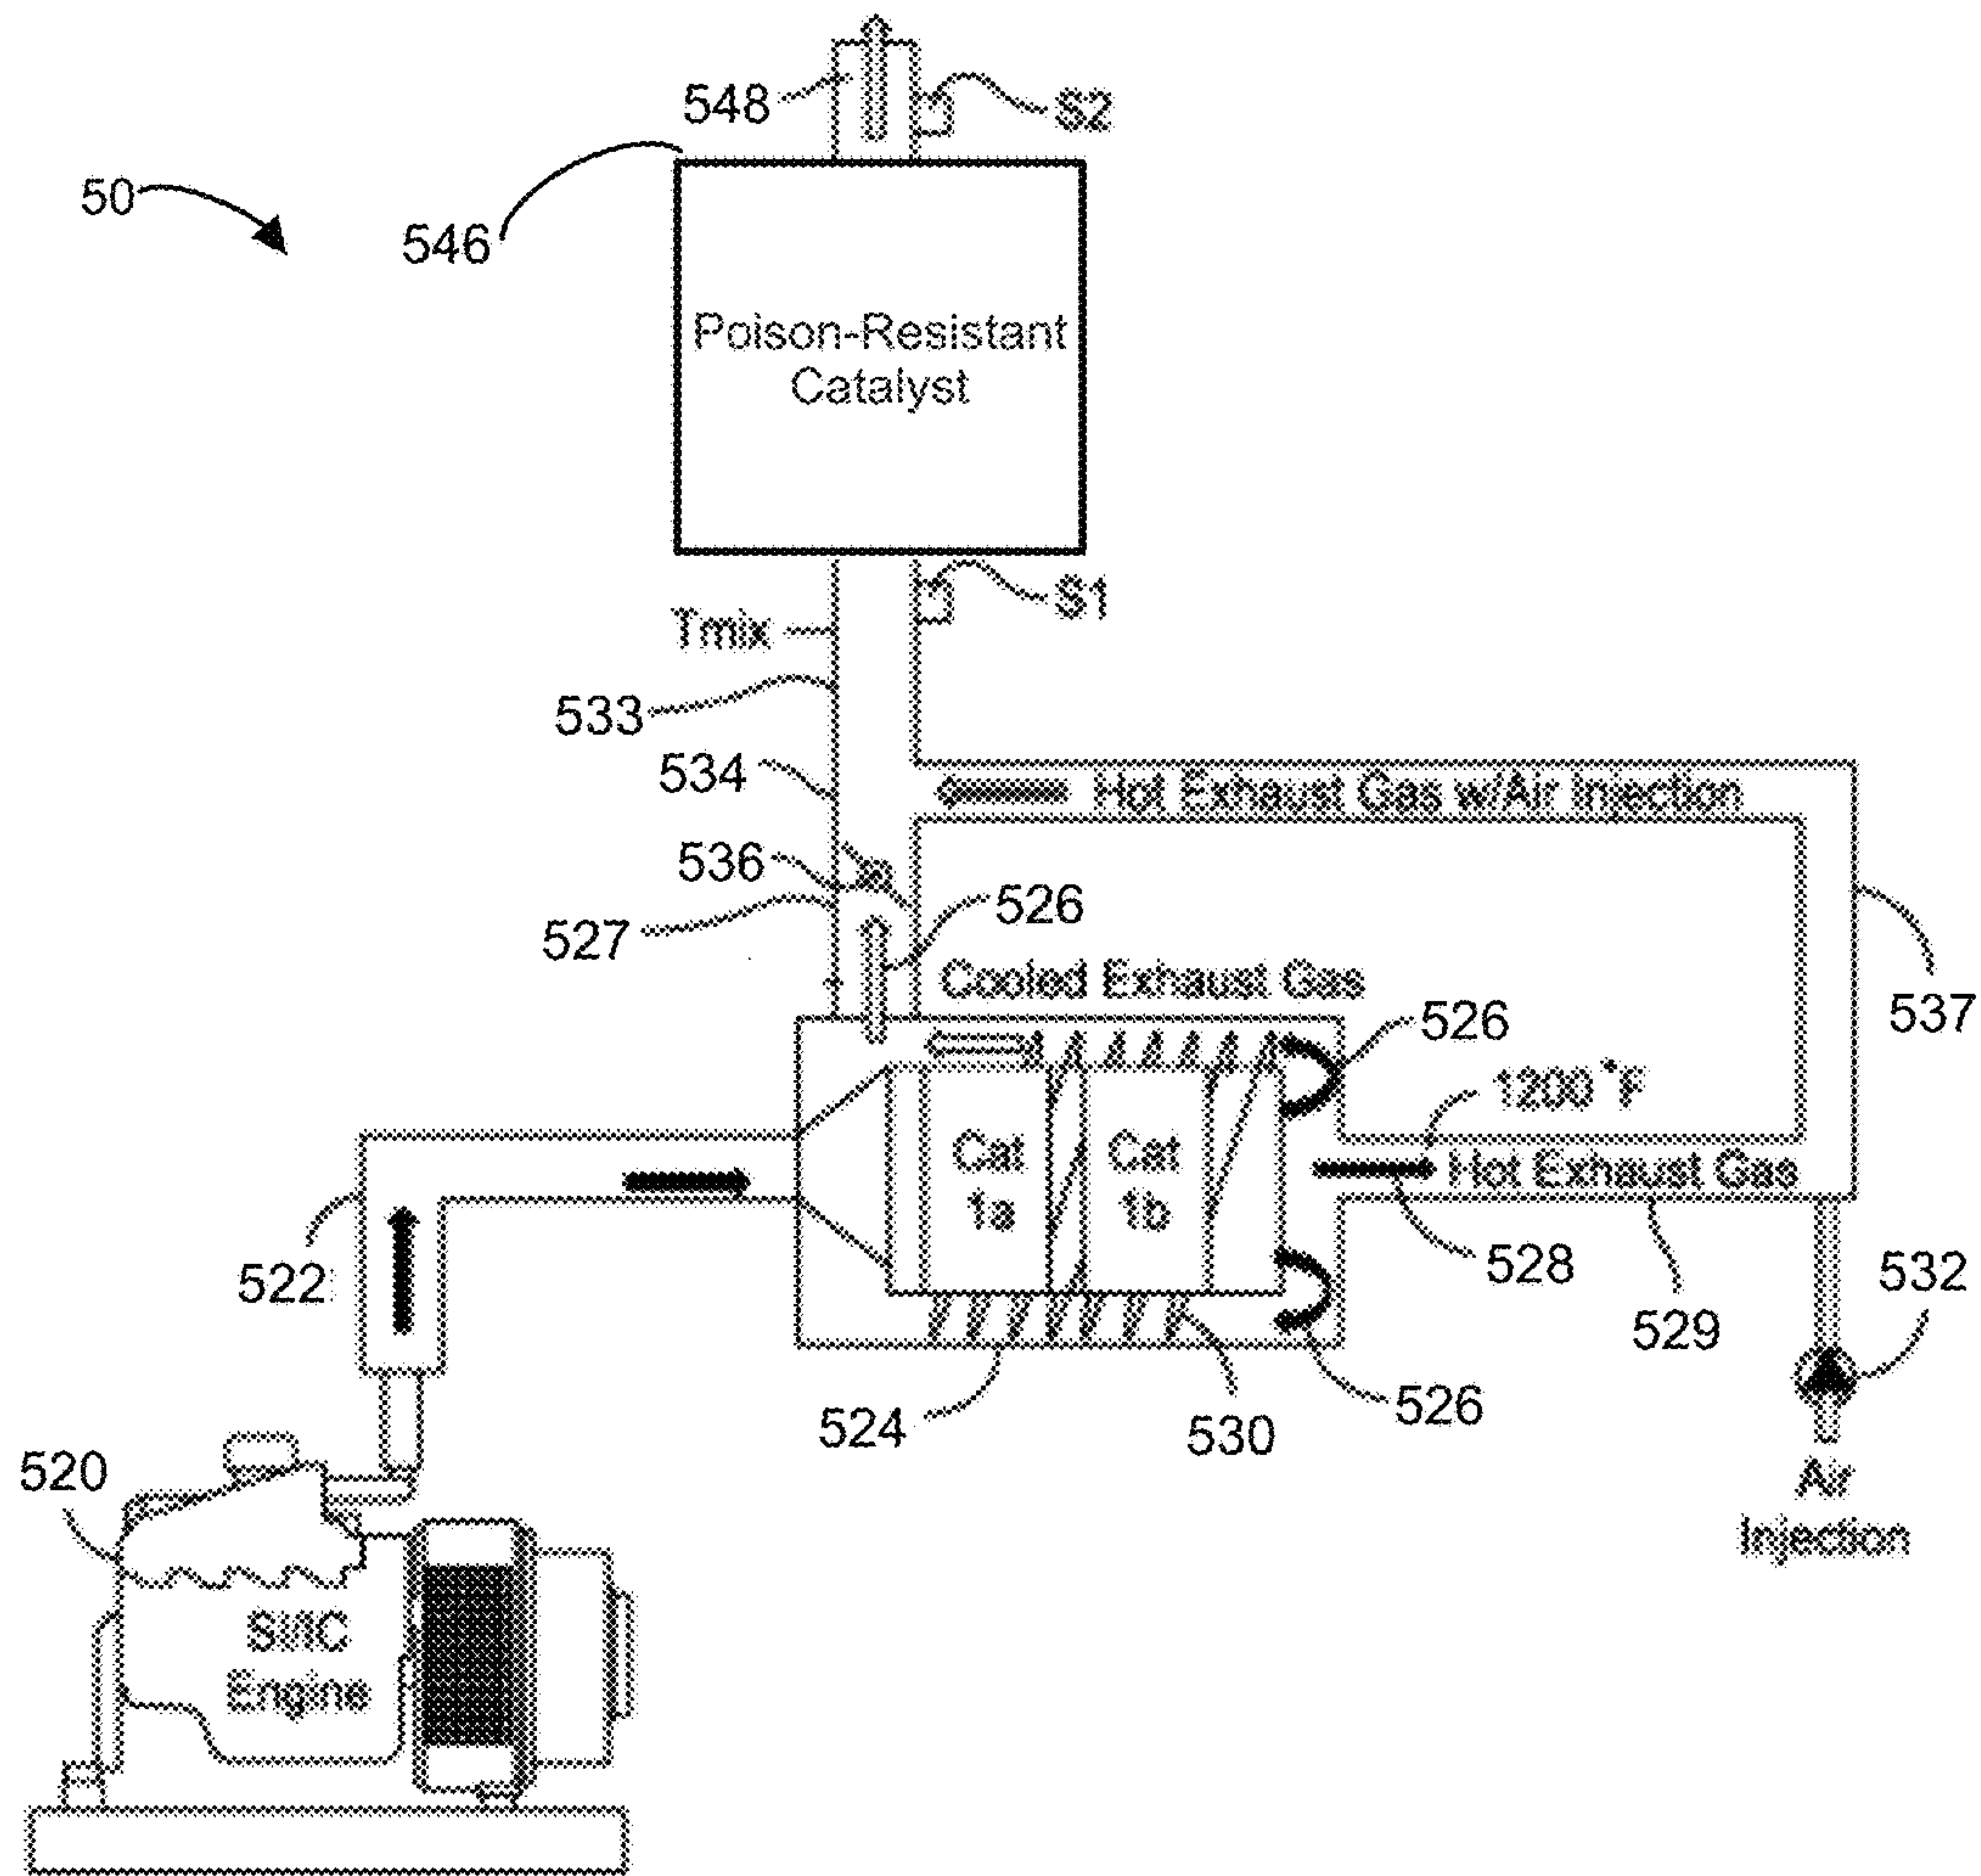 548
S2
50
546
Poison-Resistant
Catalyst
S1
Tmix
533
534
Hot Exhaust Gas w/Air Injection
536
526
527
Cooled Exhaust Gas
537
526
1200 °F
Cat
1a
Cat
1b
Hot Exhaust Gas
522
528
532
529
524
530
526
520
Air
Injection
SI/IC
Engine